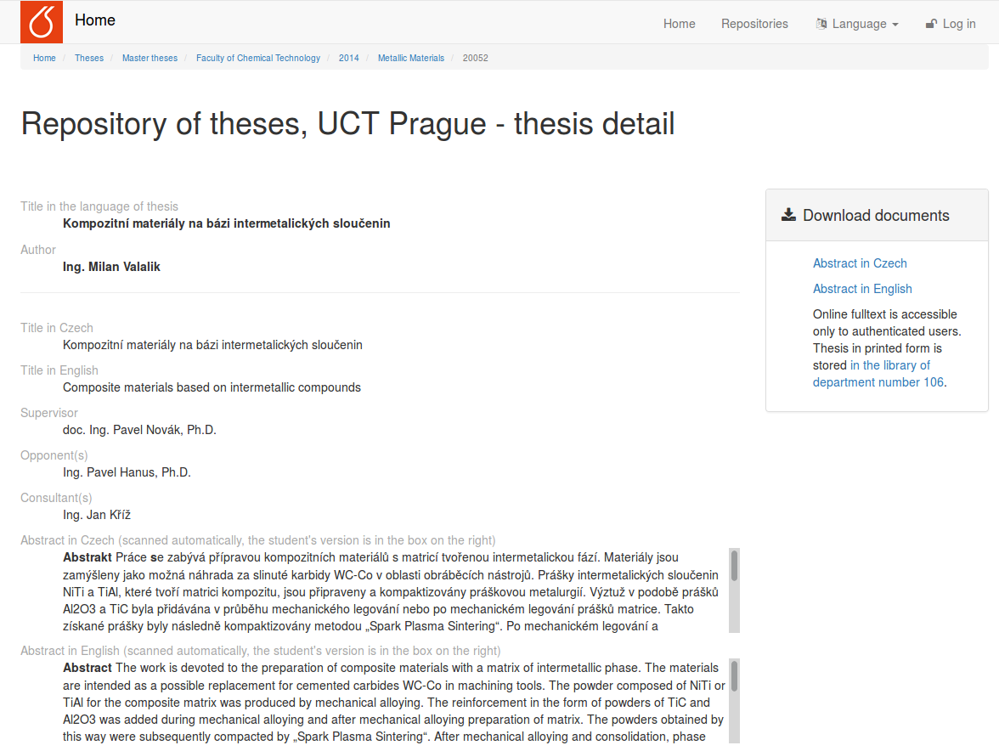 Home
Home Repositories Language Log in
Home / Theses / Master theses / Faculty of Chemical Technology / 2014 / Metallic Materials / 20052
Repository of theses, UCT Prague - thesis detail
Title in the language of thesis
Kompozitní materiály na bázi intermetalických sloučenin
Author
Ing. Milan Valalik
Title in Czech
Kompozitní materiály na bázi intermetalických sloučenin
Title in English
Composite materials based on intermetallic compounds
Supervisor
doc. Ing. Pavel Novák, Ph.D.
Opponent(s)
Ing. Pavel Hanus, Ph.D.
Consultant(s)
Ing. Jan Kříž
Abstract in Czech (scanned automatically, the student's version is in the box on the right)
Abstrakt Práce se zabývá přípravou kompozitních materiálů s matricí tvořenou intermetalickou fází. Materiály jsou
zamýšleny jako možná náhrada za slinuté karbidy WC-Co v oblasti obráběcích nástrojů. Prášky intermetalických sloučenin
NiTi a TiAl, které tvoří matrici kompozitu, jsou připraveny a kompaktizovány práškovou metalurgií. Výztuž v podobě prášků
Al2O3 a TiC byla přidávána v průběhu mechanického legování nebo po mechanickém legování prášků matrice. Takto
získané prášky byly následně kompaktizovány metodou „Spark Plasma Sintering“. Po mechanickém legování a
Abstract in English (scanned automatically, the student's version is in the box on the right)
Abstract The work is devoted to the preparation of composite materials with a matrix of intermetallic phase. The materials
are intended as a possible replacement for cemented carbides WC-Co in machining tools. The powder composed of NiTi or
TiAl for the composite matrix was produced by mechanical alloying. The reinforcement in the form of powders of TiC and
Al2O3 was added during mechanical alloying and after mechanical alloying preparation of matrix. The powders obtained by
this way were subsequently compacted by „Spark Plasma Sintering“. After mechanical alloying and consolidation, phase
Download documents
Abstract in Czech
Abstract in English
Online fulltext is accessible
only to authenticated users.
Thesis in printed form is
stored in the library of
department number 106.